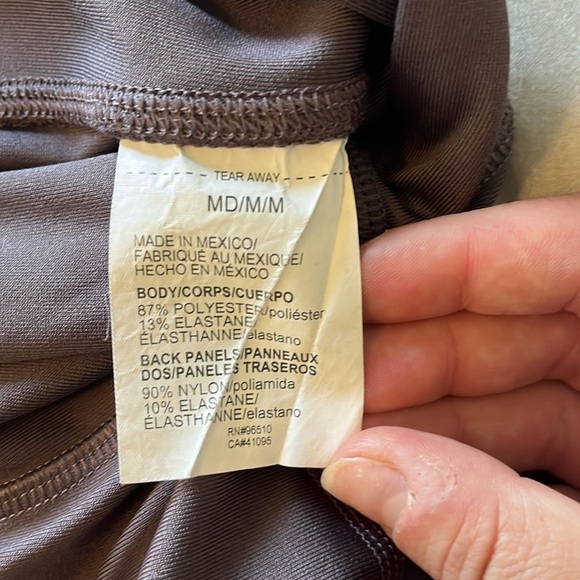 TEAR AWAY
MD/M/M
MADE IN MEXICO/
FABRIQUÉ AU MEXIQUE/
HECHO EN MÉXICO
BODY/CORPS/CUERPO
87% POLYESTER/poliéster
13% ELASTANE/
ÉLASTHANNE/elastano
BACK PANELS/PANNEAUX
DOS/PANELES TRASEROS
90% NYLON/poliamida
10% ELASTANE/
ÉLASTHANNE/elastano
RN#96510
CA#41095